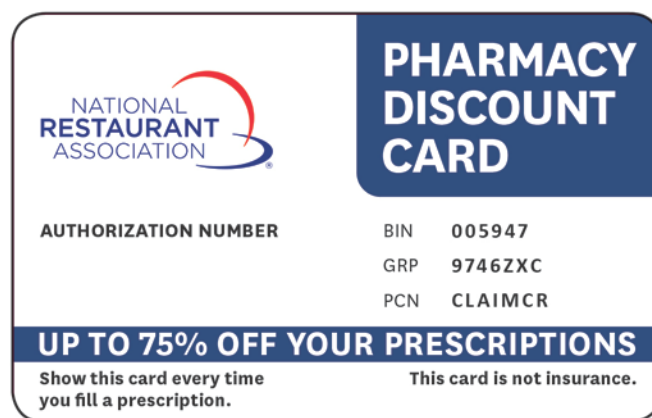 NATIONAL
RESTAURANT
ASSOCIATION ®
PHARMACY
DISCOUNT
CARD
AUTHORIZATION NUMBER
BIN 005947
GRP 9746ZXC
PCN CLAIMCR
UP TO 75% OFF YOUR PRESCRIPTIONS
Show this card every time
you fill a prescription.
This card is not insurance.